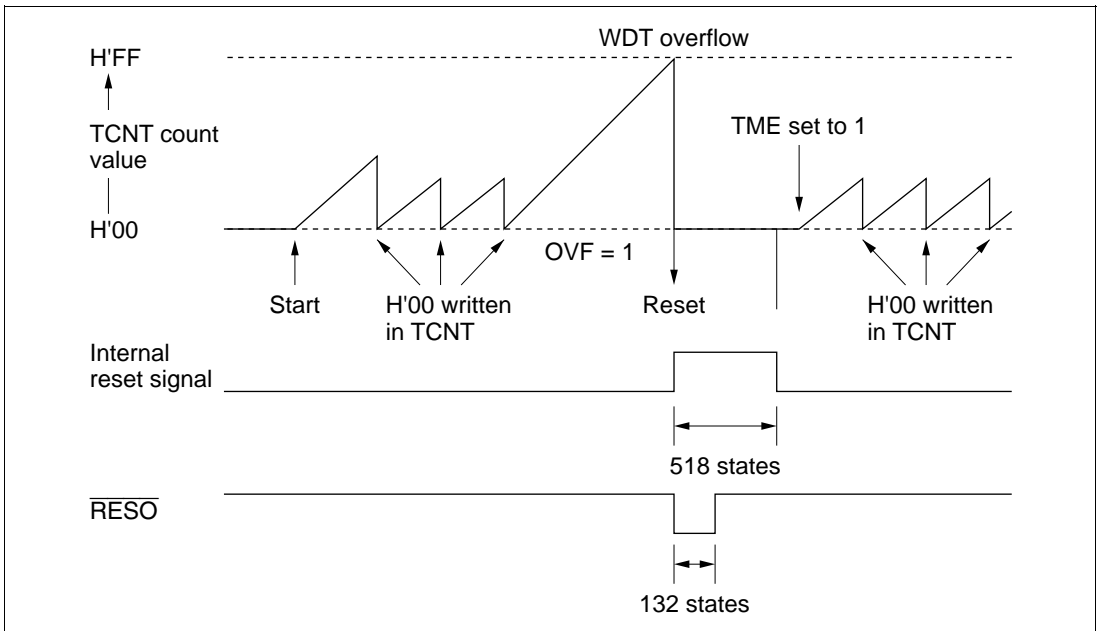 WDT overflow
H'FF
TCNT count
value
TME set to 1
H'00
OVF = 1
Start
H'00 written
in TCNT
Reset
H'00 written
in TCNT
Internal
reset signal
518 states
RESO
132 states